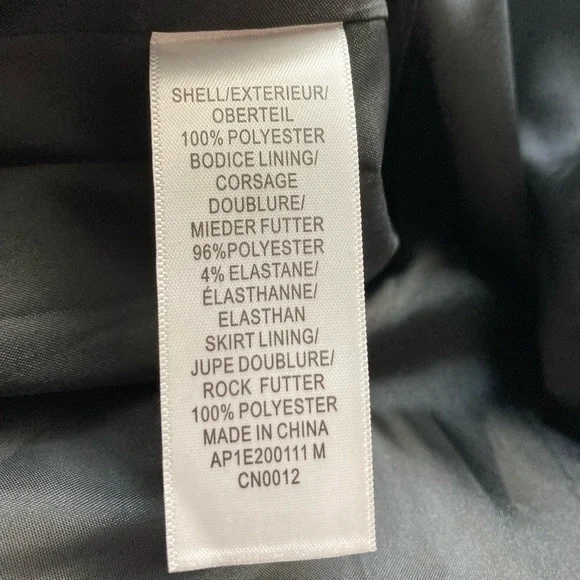 SHELL/EXTERIEUR/
OBERTEIL
100% POLYESTER
BODICE LINING/
CORSAGE
DOUBLURE/
MIEDER FUTTER
96%POLYESTER
4% ELASTANE/
ÉLASTHANNE/
ELASTHAN
SKIRT LINING/
JUPE DOUBLURE/
ROCK FUTTER
100% POLYESTER
MADE IN CHINA
AP1E200111 M
CN0012